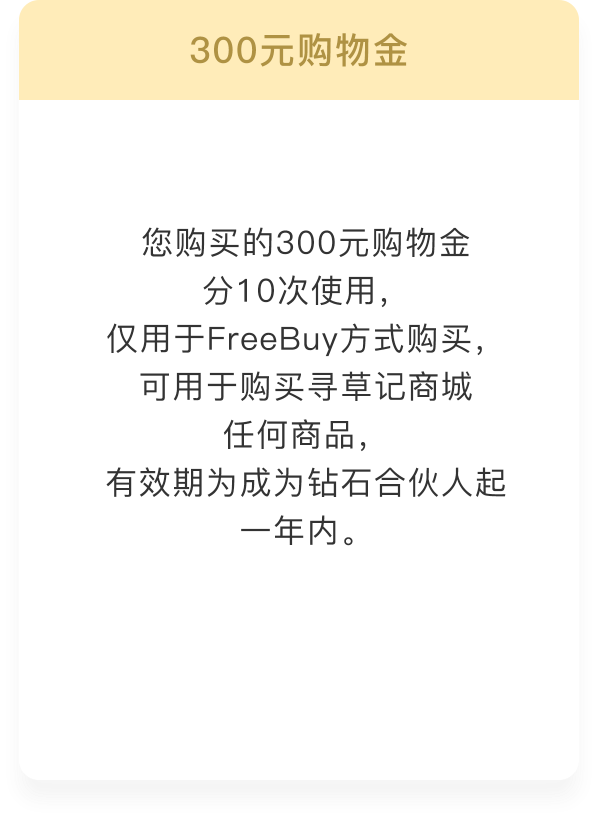 300元购物金
您购买的300元购物金
分10次使用，
仅用于FreeBuy方式购买，
可用于购买寻草记商城
任何商品，
有效期为成为钻石合伙人起
一年内。